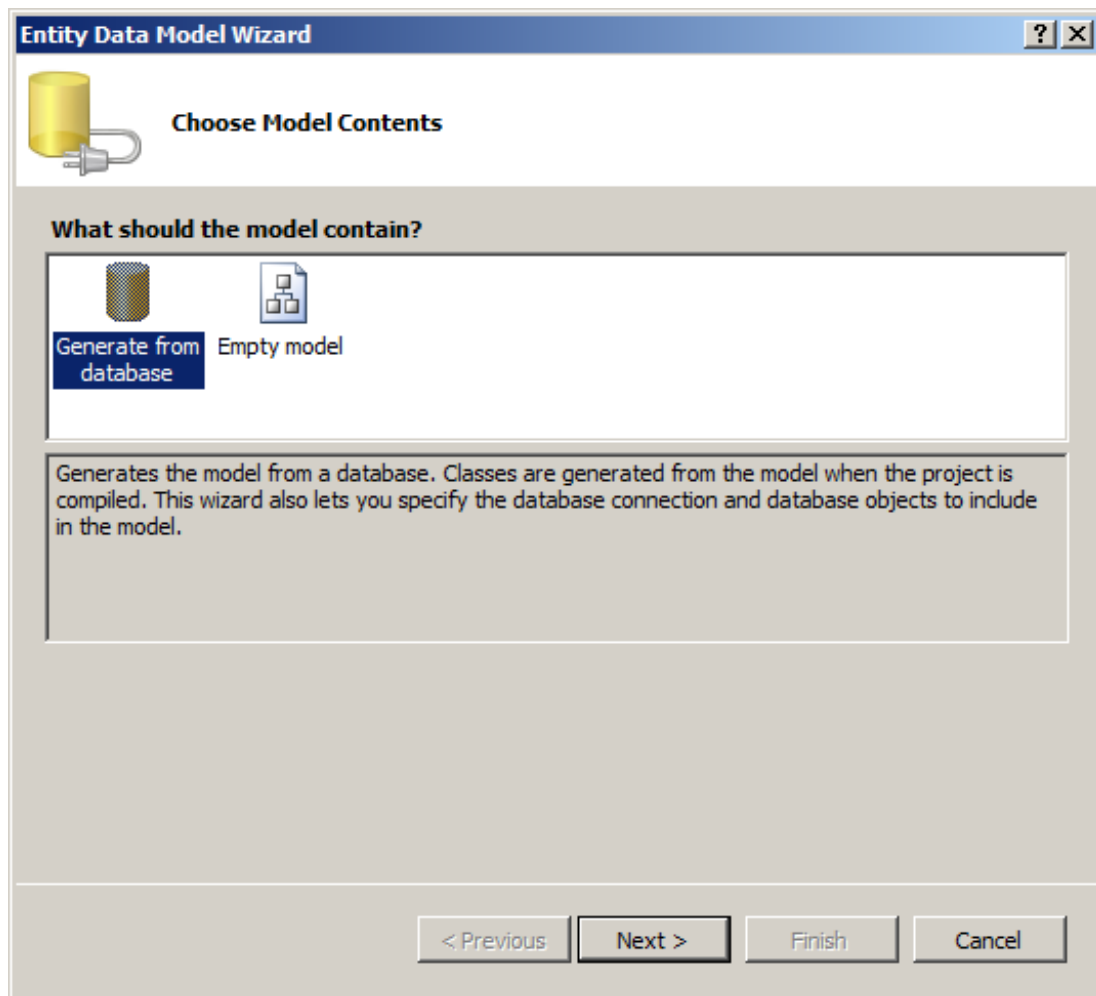 Entity Data Model Wizard
Choose Model Contents
What should the model contain?
Generate from
database
Empty model
Generates the model from a database. Classes are generated from the model when the project is
compiled. This wizard also lets you specify the database connection and database objects to include
in the model.
< Previous
Next >
Finish
Cancel